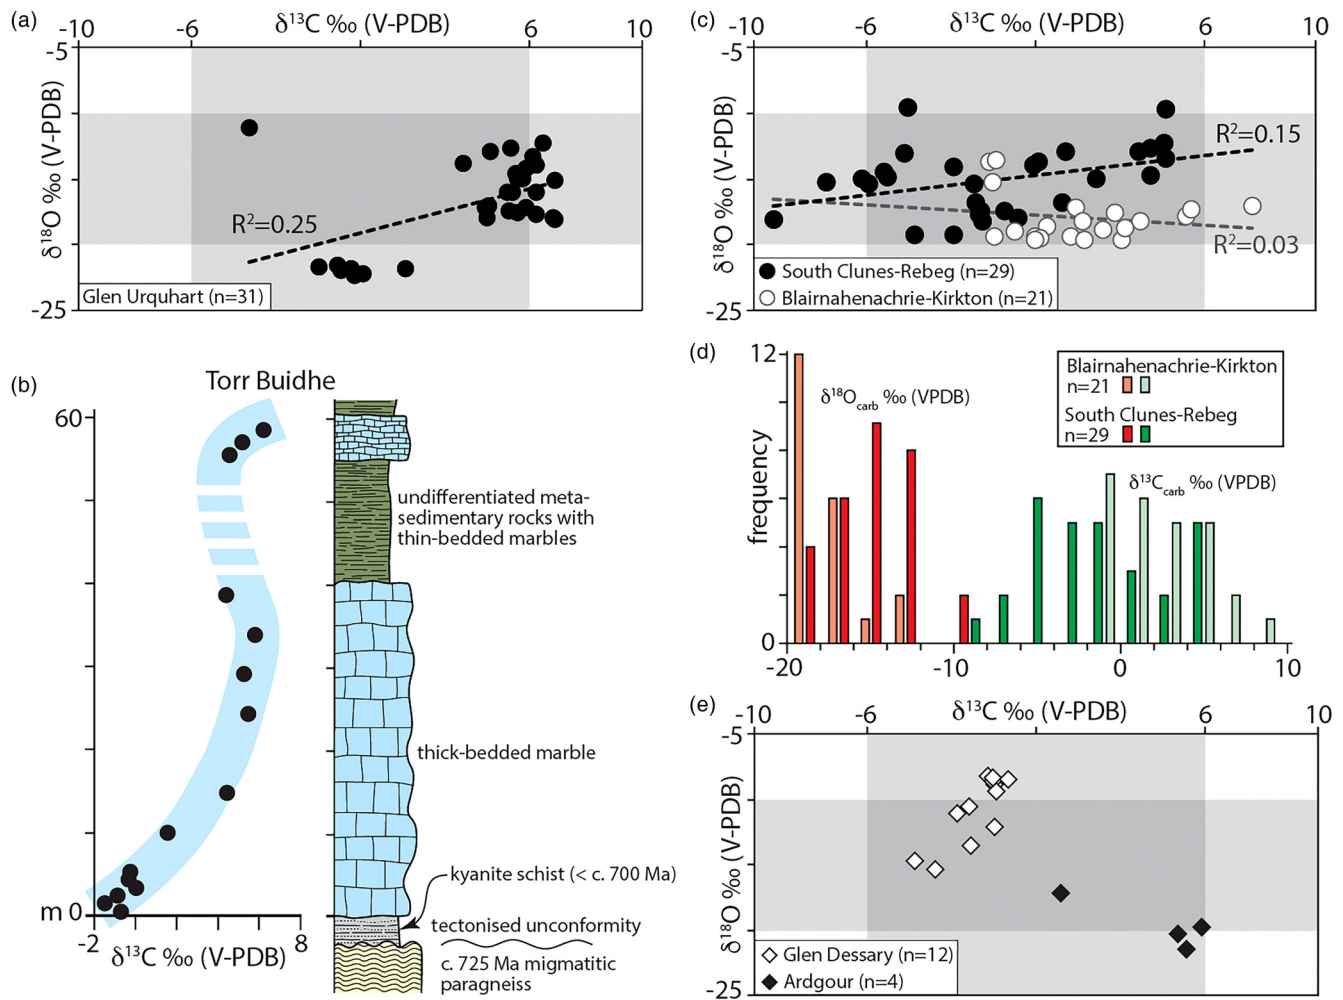 (a)
δ¹³C ‰ (V-PDB)
-10
-6
6
10
-5
δ¹⁸O ‰ (V-PDB)
R²=0.25
Glen Urquhart (n=31)
-25
(b)
Torr Buidhe
60
m 0
-2
8
δ¹³C ‰ (V-PDB)
undifferentiated meta-
sedimentary rocks with
thin-bedded marbles
thick-bedded marble
kyanite schist (< c. 700 Ma)
tectonised unconformity
c. 725 Ma migmatitic
paragneiss
(c)
δ¹³C ‰ (V-PDB)
-10
-6
6
10
-5
δ¹⁸O ‰ (V-PDB)
R²=0.15
R²=0.03
South Clunes-Rebeg (n=29)
Blairnahenachrie-Kirkton (n=21)
-25
(d)
12
frequency
0
-20
-10
0
10
δ¹⁸Ocarb ‰ (VPDB)
Blairnahenachrie-Kirkton
n=21
South Clunes-Rebeg
n=29
δ¹³Ccarb ‰ (VPDB)
(e)
δ¹³C ‰ (V-PDB)
-10
-6
6
10
-5
δ¹⁸O ‰ (V-PDB)
Glen Dessary (n=12)
Ardgour (n=4)
-25